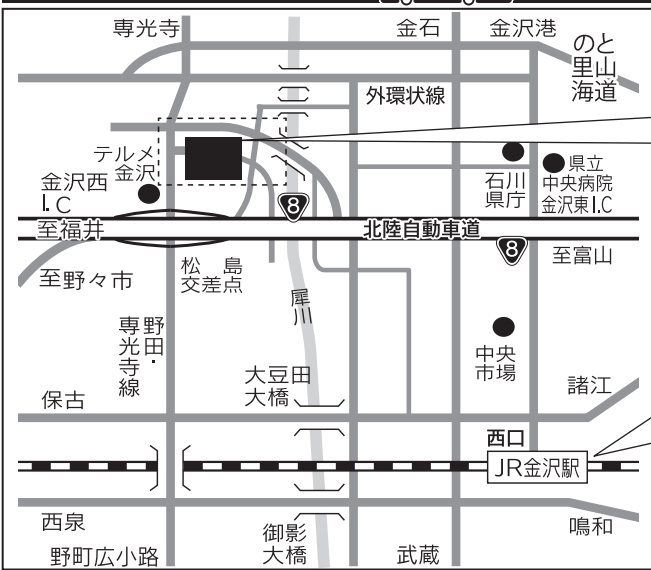 専光寺
金石
金沢港
のと
里山
海道
外環状線
テルメ
金沢
金沢西
I.C
石川
県庁
県立
中央病院
金沢東I.C
8
至福井
北陸自動車道
8
至富山
至野々市
松島
交差点
犀川
野田・
専光寺線
中央
市場
大豆田
大橋
保古
諸江
西口
JR金沢駅
西泉
御影
大橋
鳴和
野町広小路
武蔵